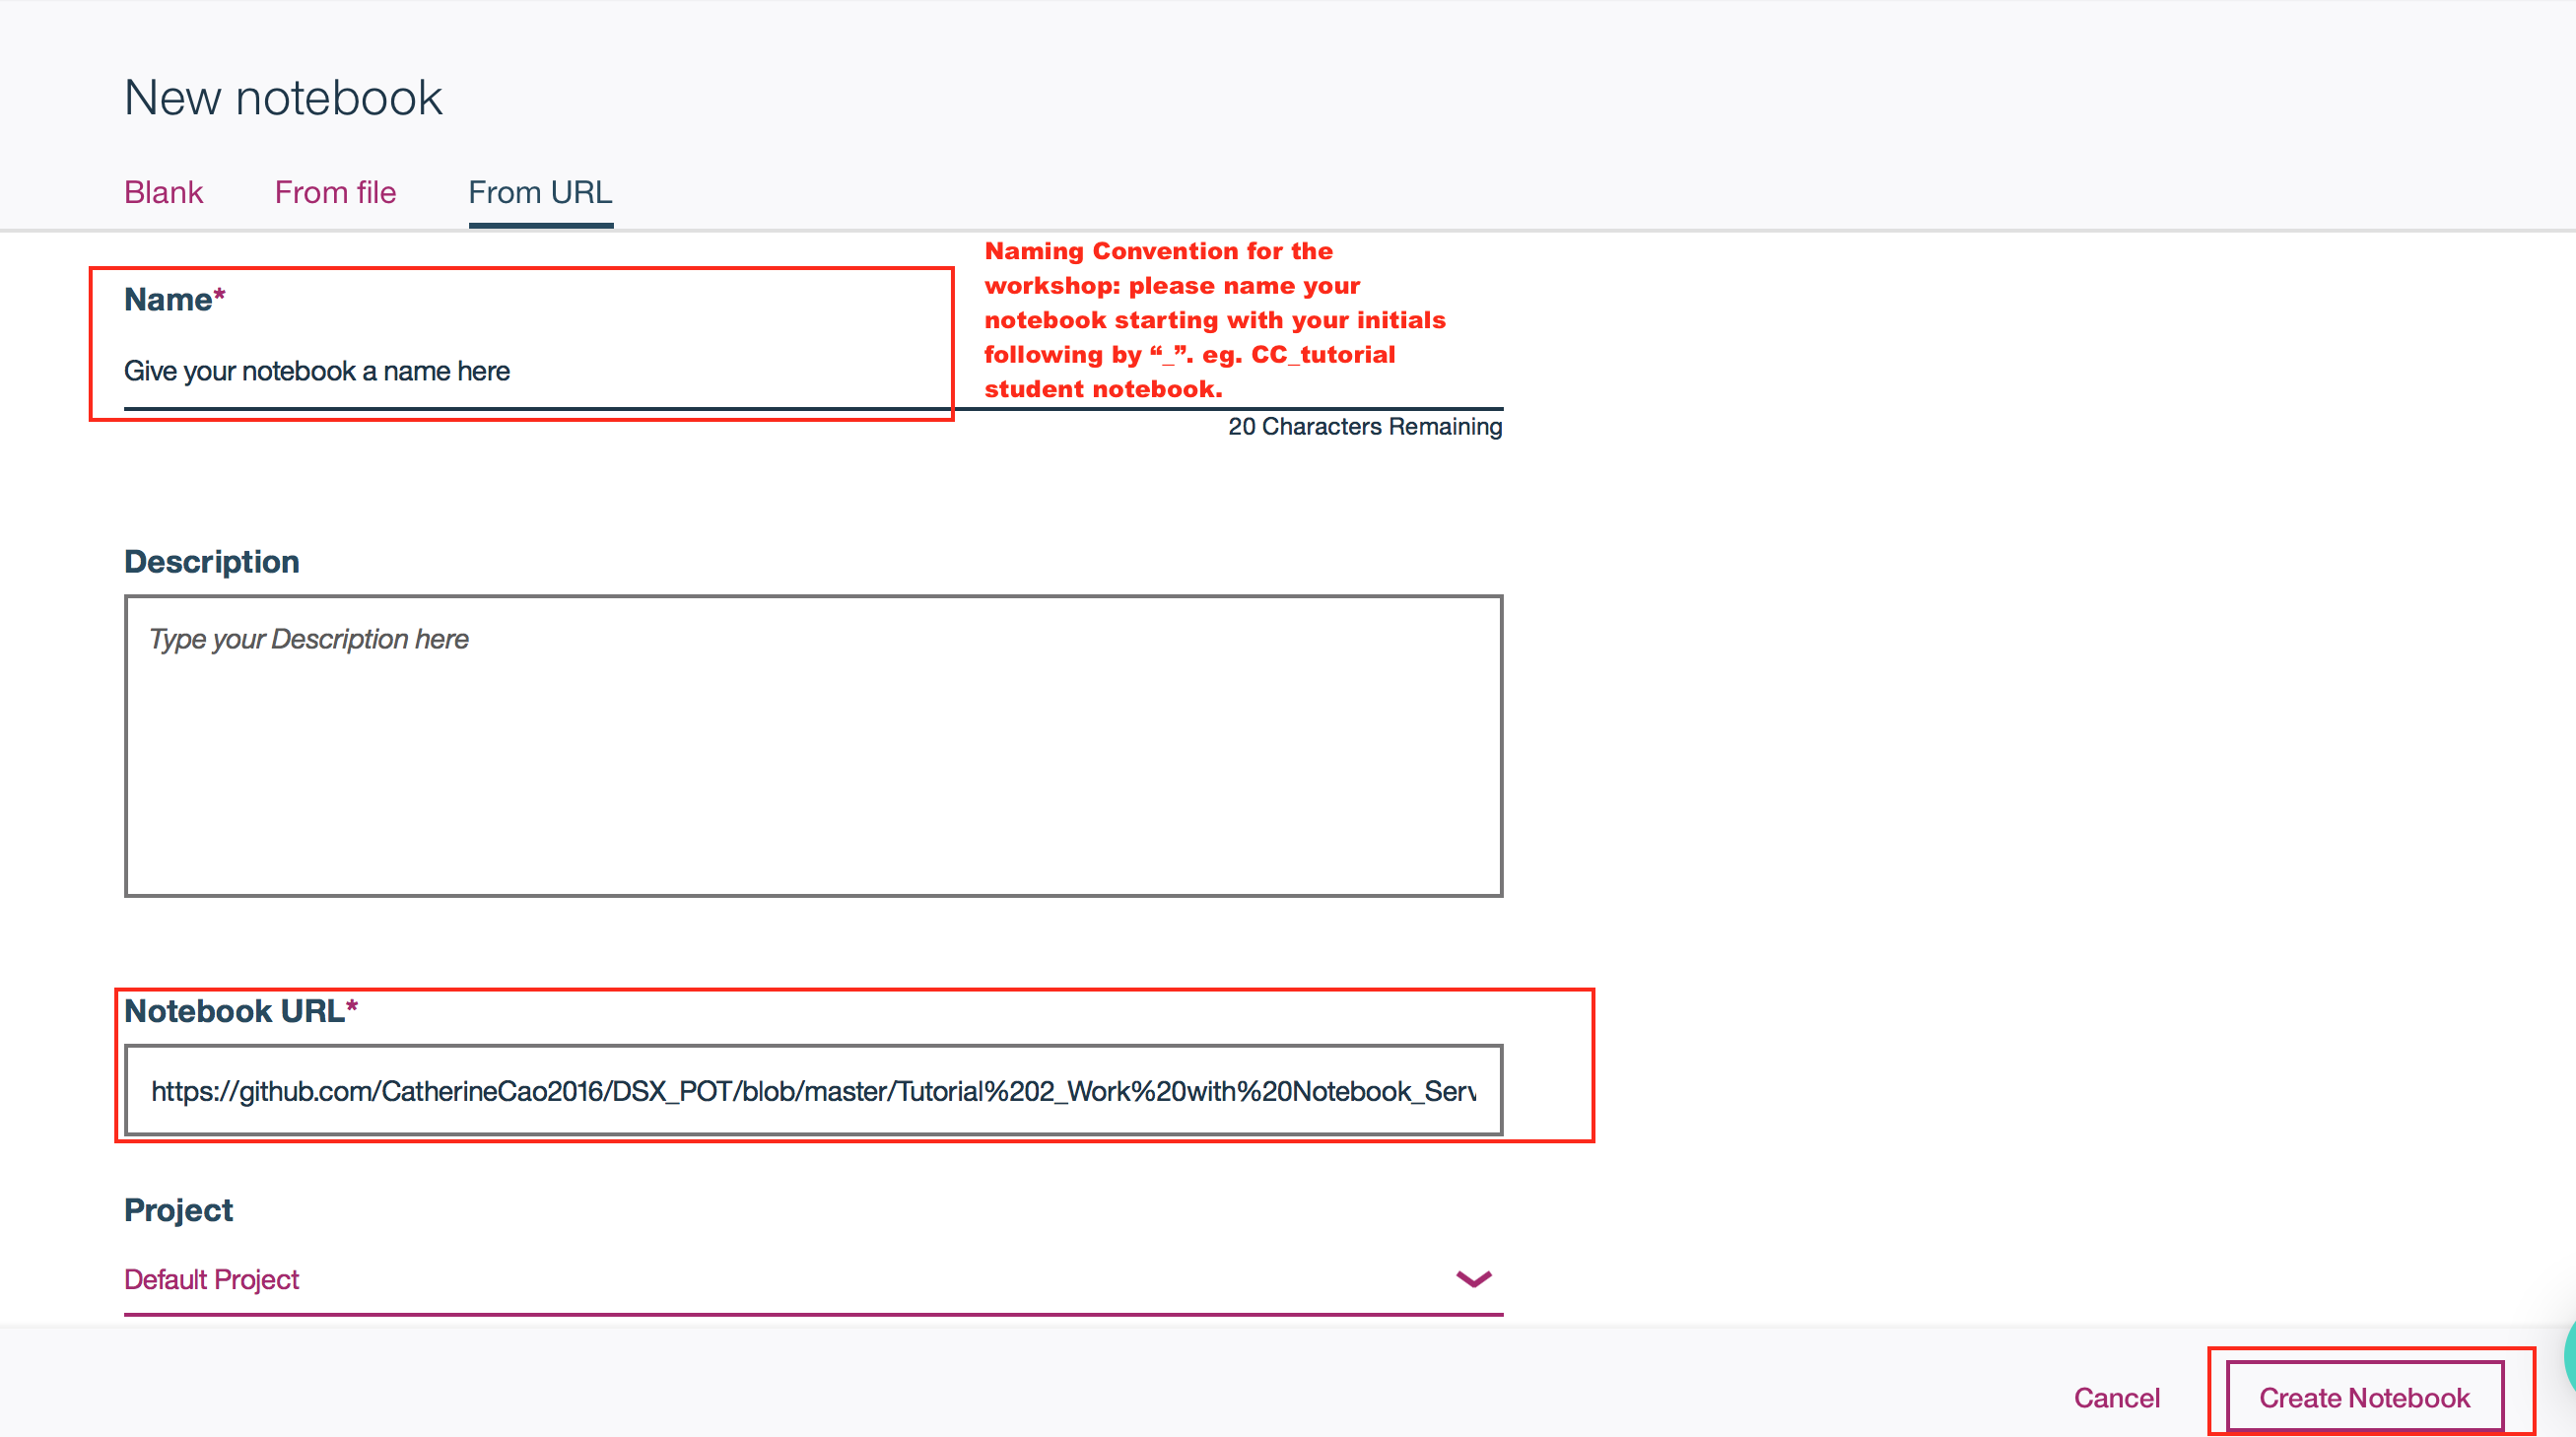 New notebook
Blank From file From URL
Name*
Give your notebook a name here
Naming Convention for the
workshop: please name your
notebook starting with your initials
following by “_”. eg. CC_tutorial
student notebook.
20 Characters Remaining
Description
Type your Description here
Notebook URL*
https://github.com/CatherineCao2016/DSX_POT/blob/master/Tutorial%202_Work%20with%20Notebook_Serv
Project
Default Project
Cancel Create Notebook